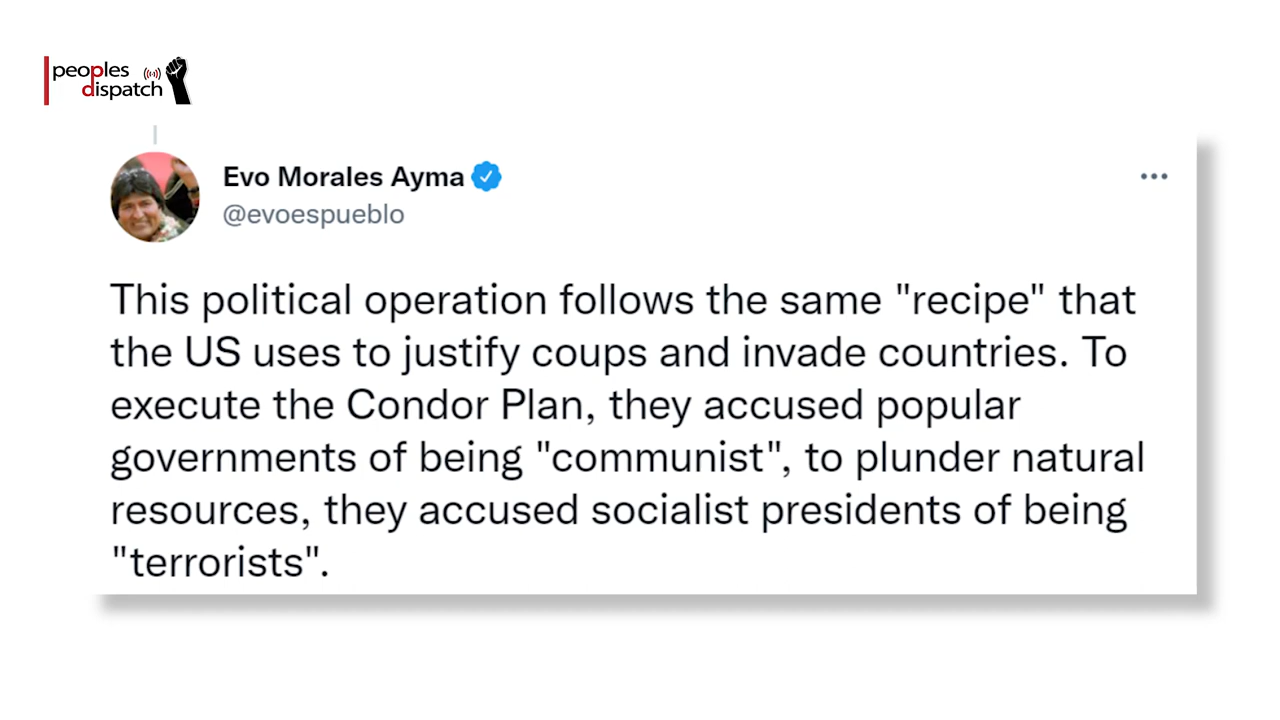 peoples
dispatch
Evo Morales Ayma
@evoespueblo
This political operation follows the same "recipe" that
the US uses to justify coups and invade countries. To
execute the Condor Plan, they accused popular
governments of being "communist", to plunder natural
resources, they accused socialist presidents of being
"terrorists".